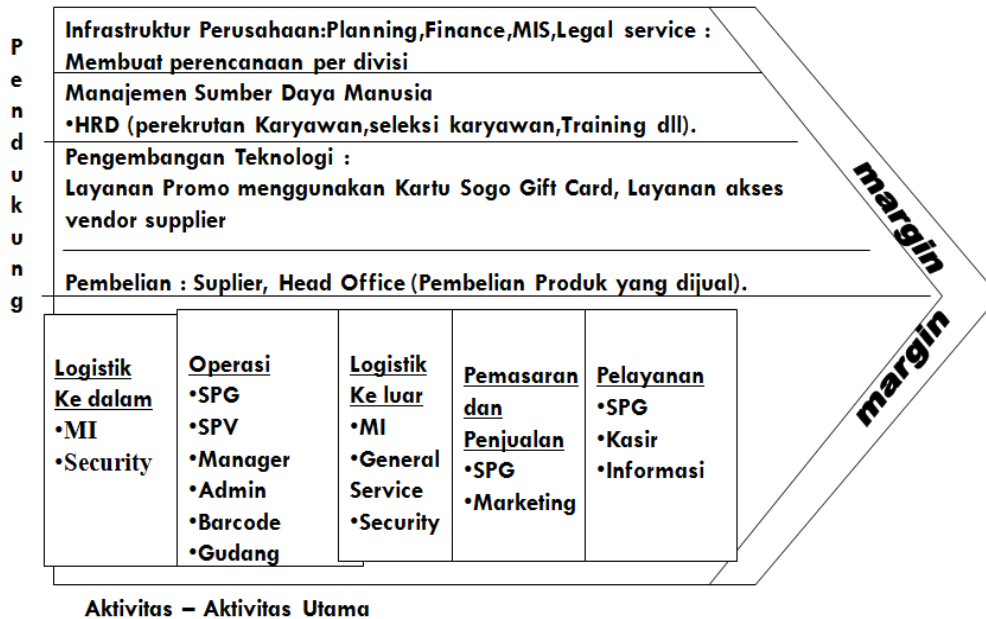 Pendukung
Infrastruktur Perusahaan:Planning,Finance,MIS,Legal service :
Membuat perencanaan per divisi
Manajemen Sumber Daya Manusia
•HRD (perekrutan Karyawan,seleksi karyawan,Training dll).
Pengembangan Teknologi :
Layanan Promo menggunakan Kartu Sogo Gift Card, Layanan akses
vendor supplier
Pembelian : Suplier, Head Office (Pembelian Produk yang dijual).
margin
margin
Logistik
Ke dalam
•MI
•Security
Operasi
•SPG
•SPV
•Manager
•Admin
•Barcode
•Gudang
Logistik
Ke luar
•MI
•General
Service
•Security
Pemasaran
dan
Penjualan
•SPG
•Marketing
Pelayanan
•SPG
•Kasir
•Informasi
Aktivitas – Aktivitas Utama